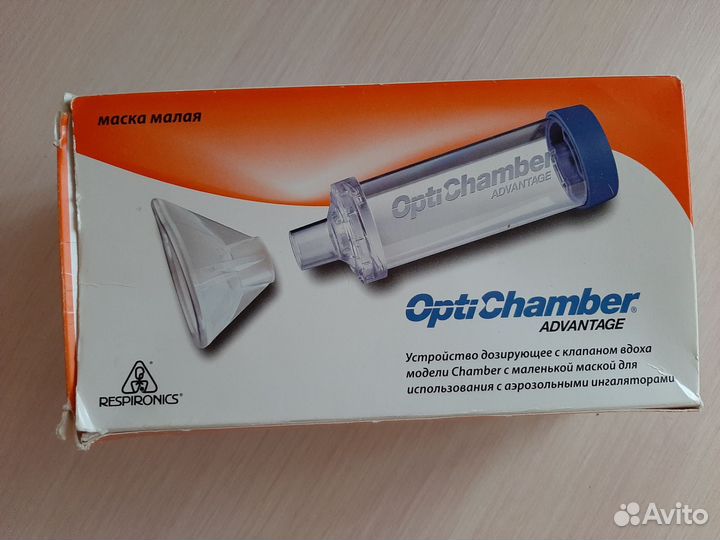 маска малая
OptiChamber
ADVANTAGE
OptiChamber®
ADVANTAGE
Устройство дозирующее с клапаном вдоха
модели Chamber с маленькой маской для
использования с аэрозольными ингаляторами
RESPIRONICS®
Avito